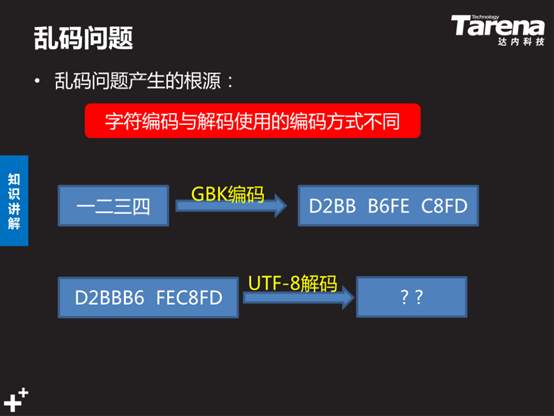 乱码问题
Technology
Tarena
达内科技
• 乱码问题产生的根源：
字符编码与解码使用的编码方式不同
知识讲解
一二三四
GBK编码
D2BB B6FE C8FD
D2BBB6 FEC8FD
UTF-8解码
? ?